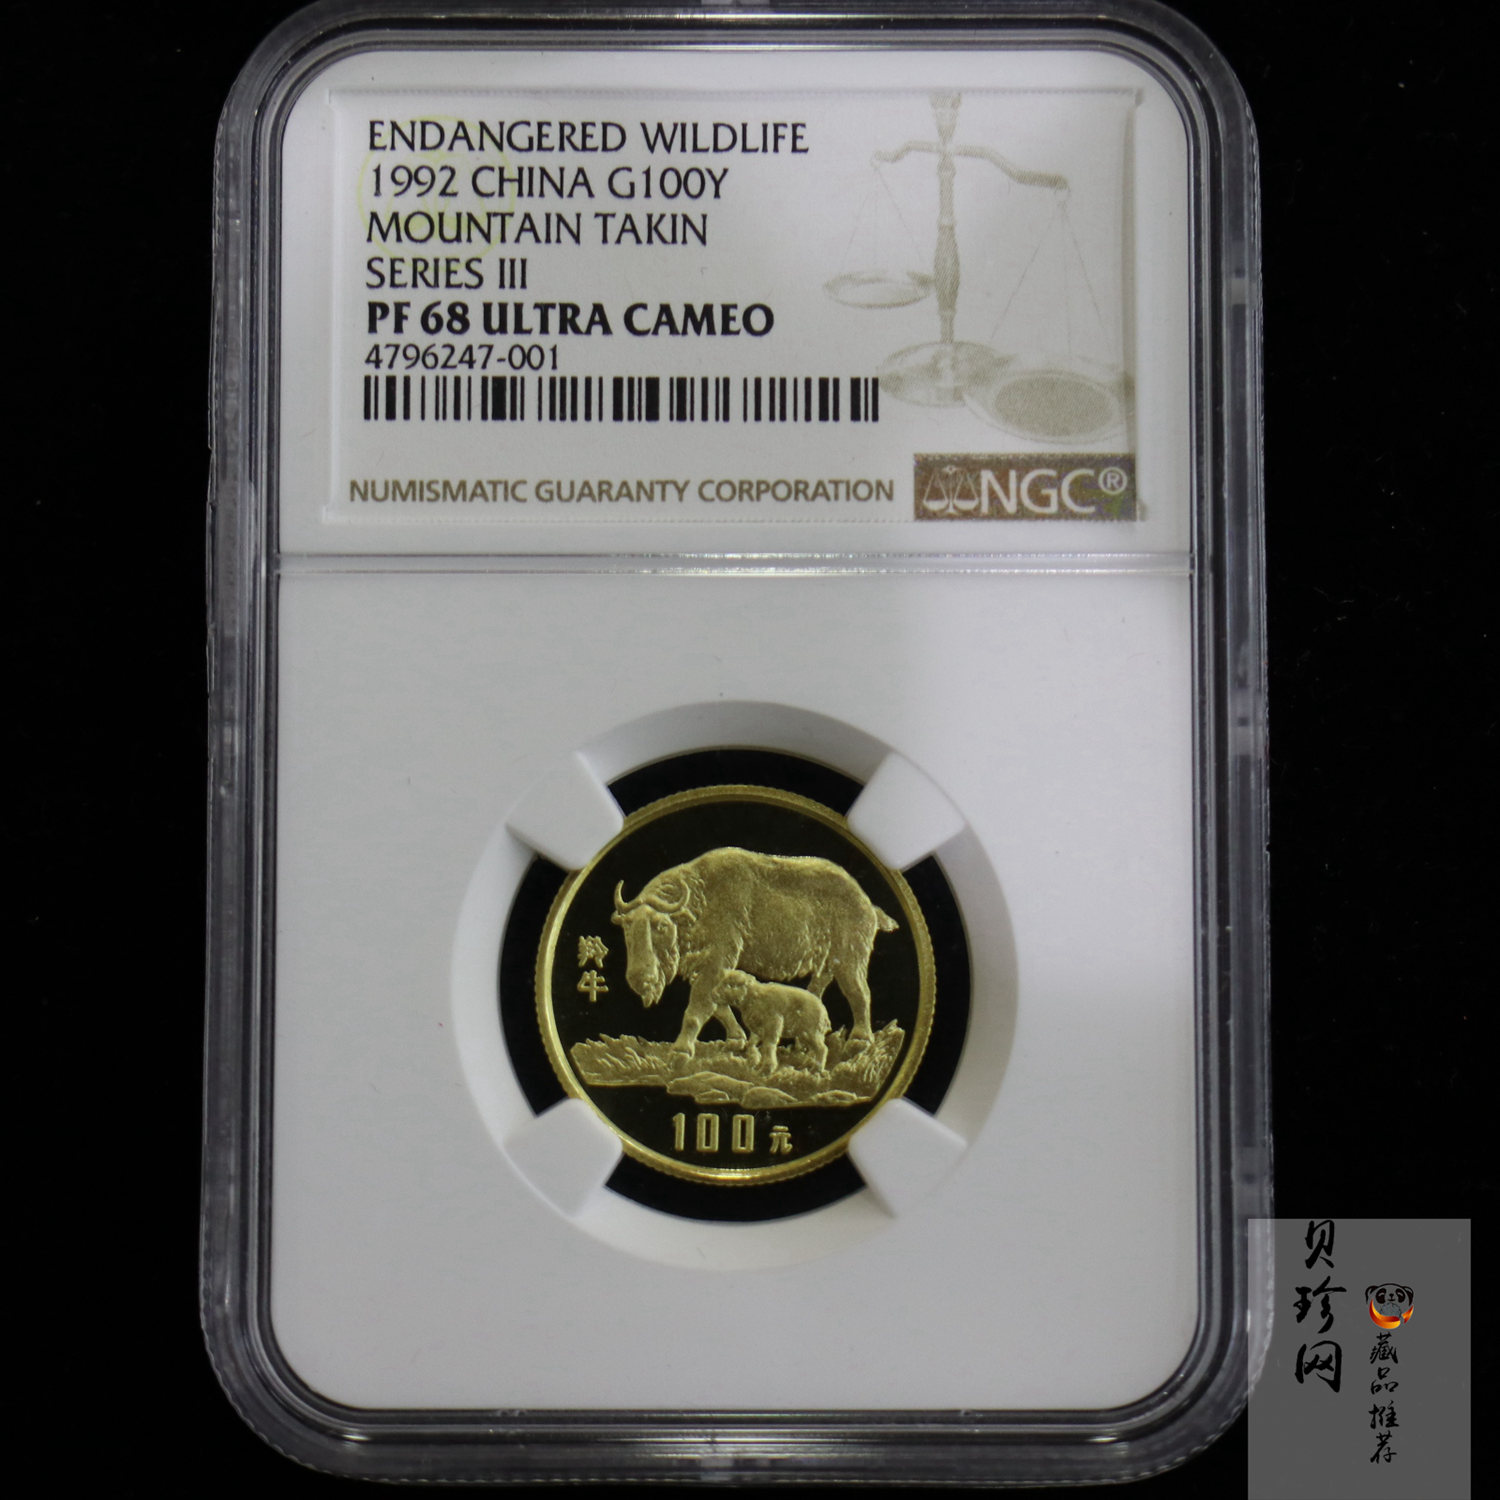 ENDANGERED WILDLIFE
1992 CHINA G100Y
MOUNTAIN TAKIN
SERIES III
PF 68 ULTRA CAMEO
4796247-001
NUMISMATIC GUARANTY CORPORATION
NGC®
羚牛
100元
贝珍网
藏品推荐